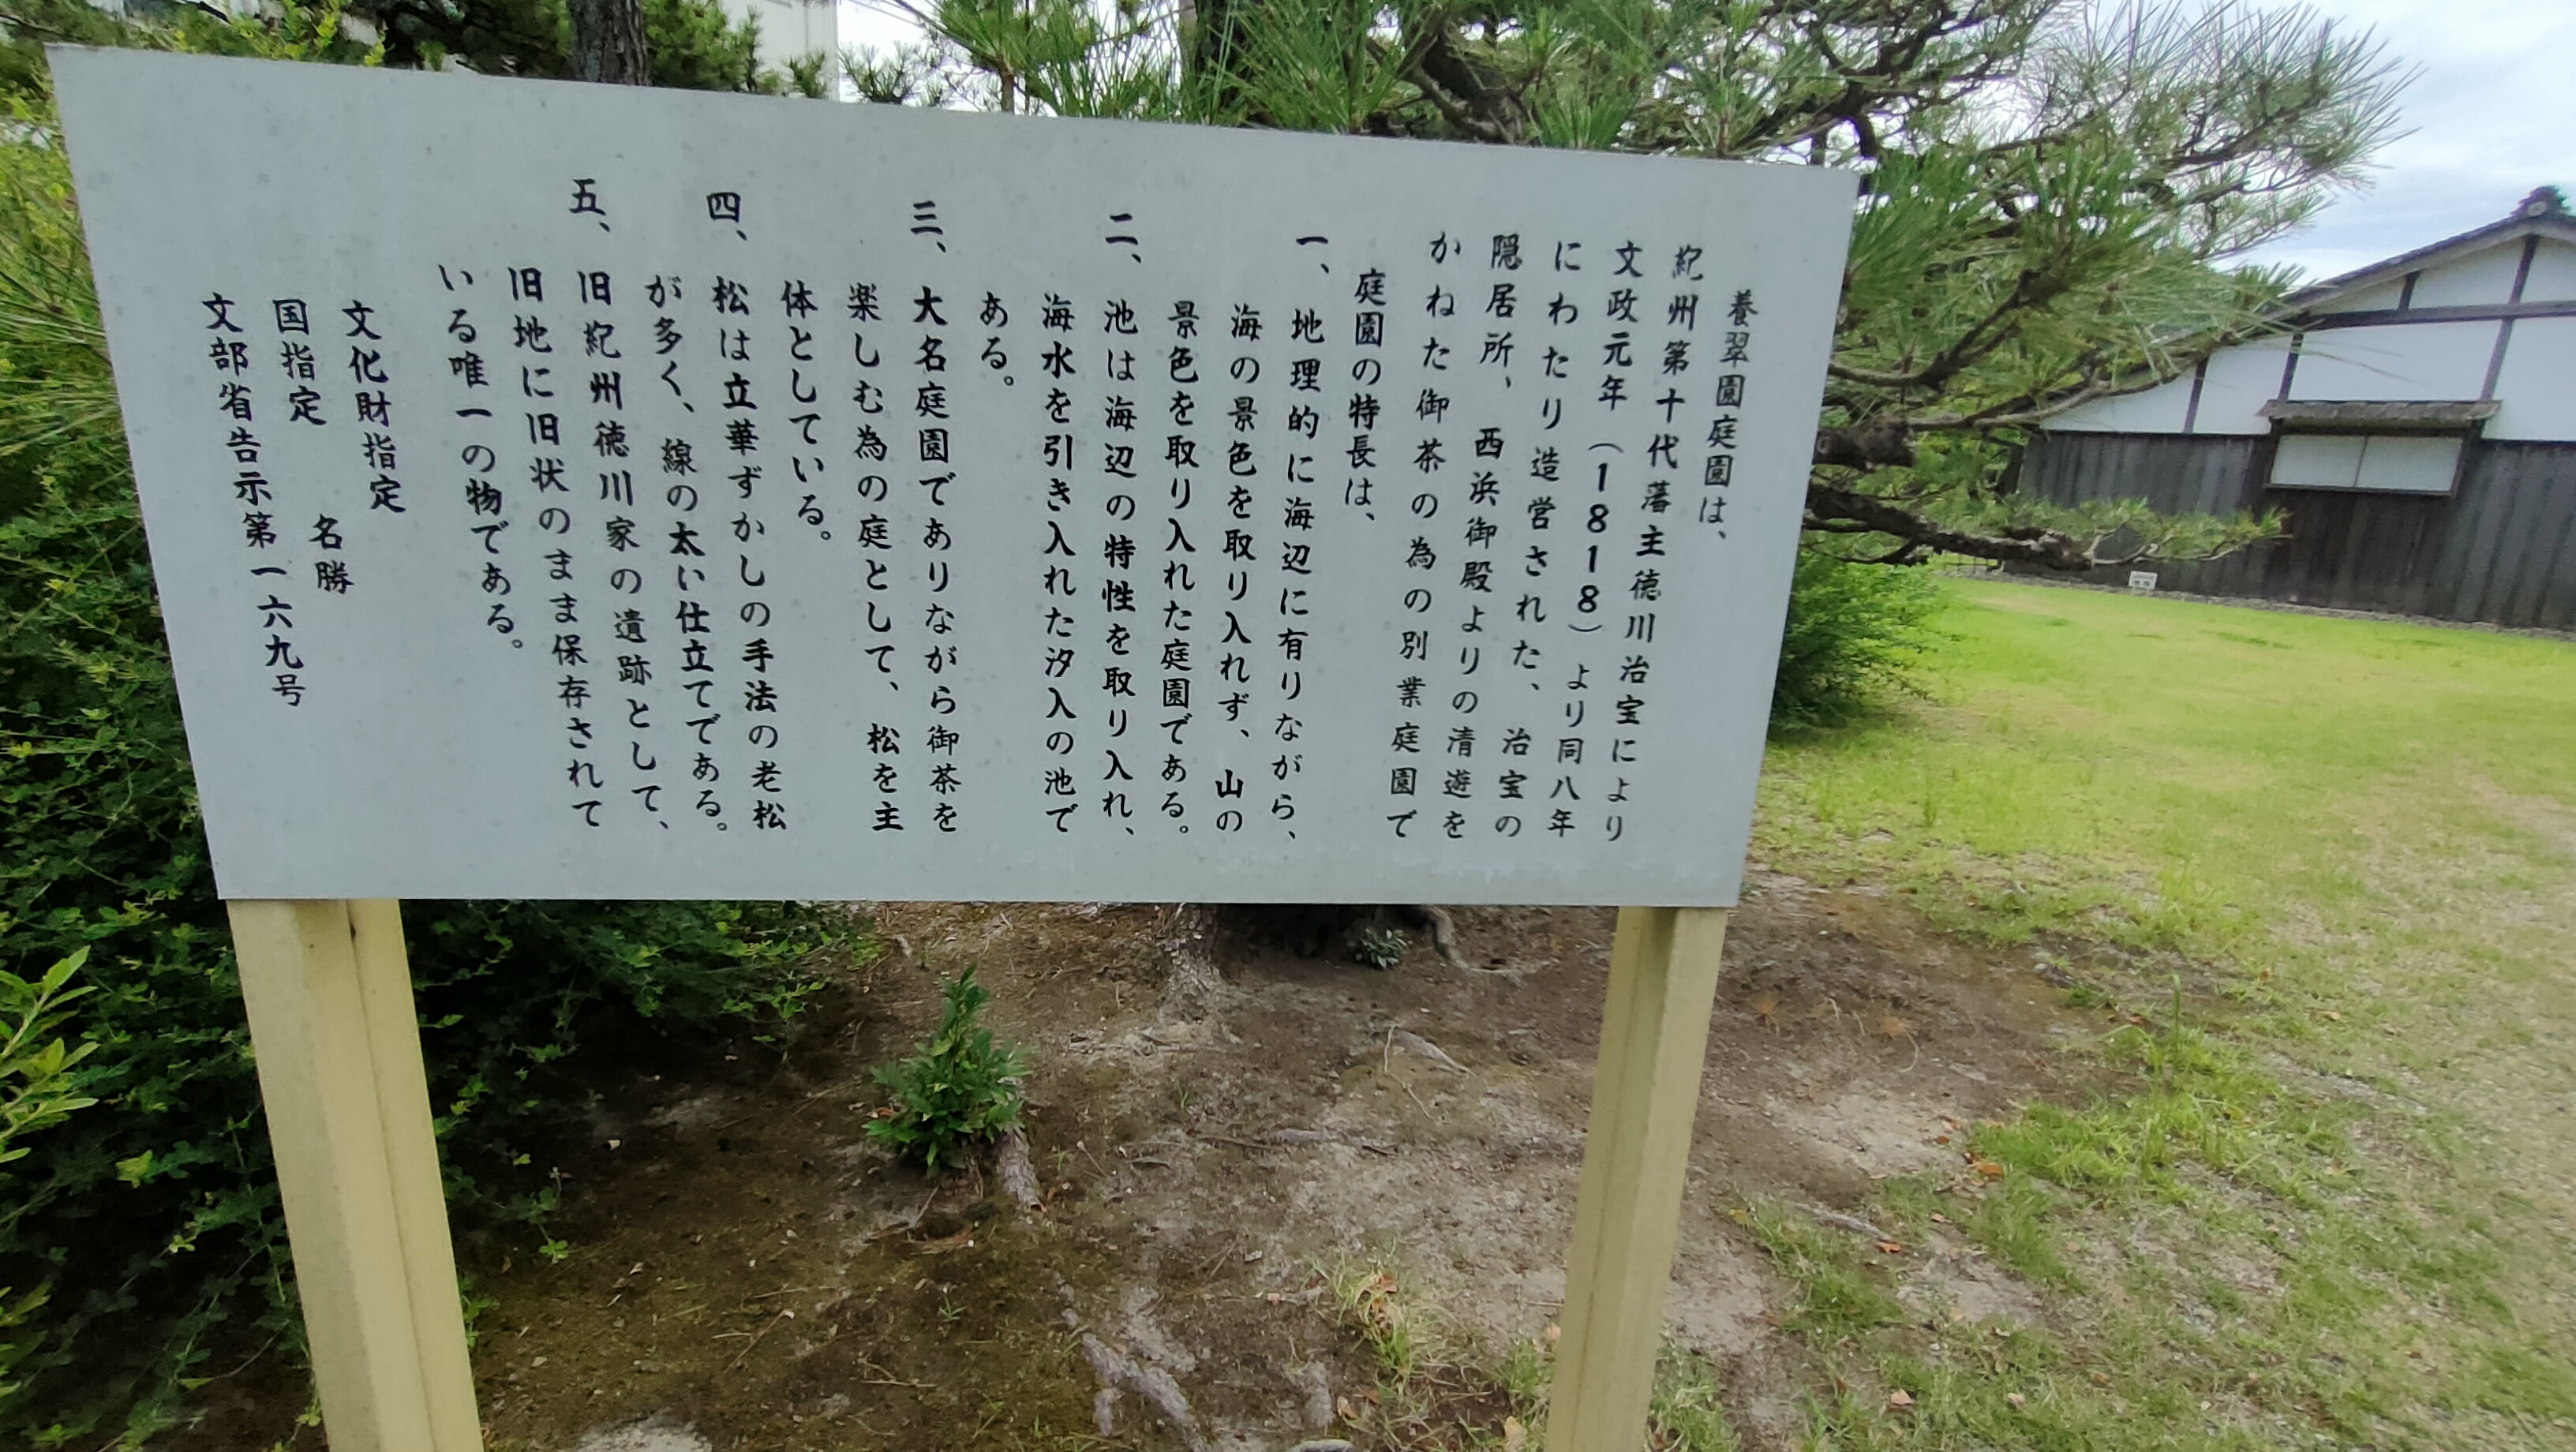 養翠園庭園は、
紀州第十代藩主徳川治宝により
文政元年（1818）より同八年
にわたり造営された、治宝の
隠居所、西浜御殿よりの清遊を
かねた御茶の為の別業庭園で
庭園の特長は、
一、地理的に海辺に有りながら、
海の景色を取り入れず、山の
景色を取り入れた庭園である。
二、池は海辺の特性を取り入れ、
海水を引き入れた汐入の池で
ある。
三、大名庭園でありながら御茶を
楽しむ為の庭として、松を主
体としている。
四、松は立華ずかしの手法の老松
が多く、線の太い仕立てである。
五、旧紀州徳川家の遺跡として、
旧地に旧状のまま保存されて
いる唯一の物である。
文化財指定
国指定 名勝
文部省告示第一六九号